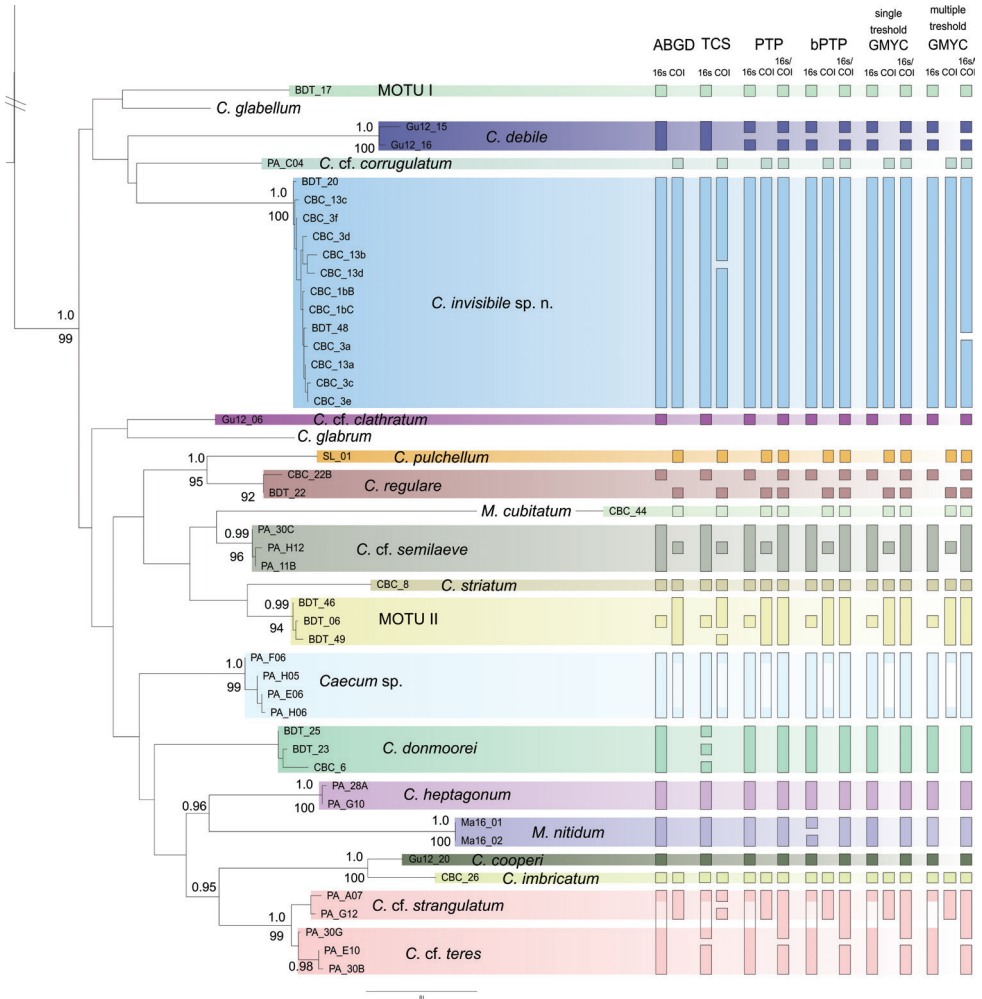 single
treshold
GMYC
multiple
treshold
GMYC
ABGD TCS PTP bPTP
16s COI 16s COI 16s COI 16s/COI 16s COI 16s/COI 16s COI 16s/COI 16s COI 16s/COI
BDT_17 MOTU I
C. glabellum
1.0 Gu12_15
C. debile
100 Gu12_16
PA_C04 C. cf. corrugatulatum
BDT_20
1.0 CBC_13c
100 CBC_3f
CBC_3d
CBC_13b
CBC_13d
CBC_1bB
C. invisibile sp. n.
CBC_1bC
1.0
BDT_48
99
CBC_3a
CBC_13a
CBC_3c
CBC_3e
Gu12_06 C. cf. clathratum
C. glabrum
1.0 SL_01 C. pulchellum
95 CBC_22B
C. regulare
92 BDT_22
M. cubitatum CBC_44
0.99 PA_30C
96 PA_H12 C. cf. semilaeve
PA_11B
CBC_8 C. striatum
0.99 BDT_46
94 BDT_06 MOTU II
BDT_49
1.0 PA_F06
99 PA_H05 Caecum sp.
PA_E06
PA_H06
BDT_25
BDT_23 C. donmoorei
CBC_6
1.0 PA_28A
C. heptagonum
100 PA_G10
0.96
1.0 Ma16_01
M. nitidum
100 Ma16_02
1.0 Gu12_20 C. cooperi
100 CBC_26 C. imbricatum
0.95
PA_A07
C. cf. strangulatum
1.0 PA_G12
99 PA_30G
PA_E10 C. cf. teres
0.98 PA_30B